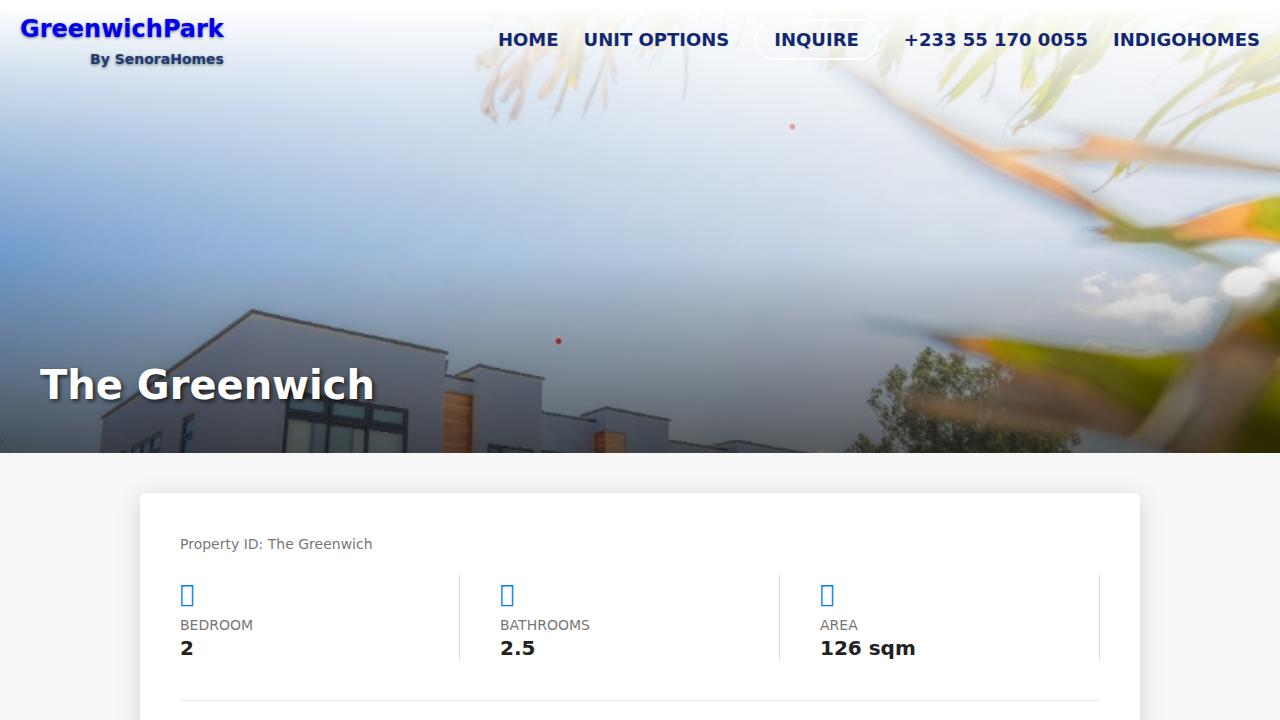 GreenwichPark
By SenoraHomes
HOME
UNIT OPTIONS
INQUIRE
+233 55 170 0055
INDIGOHOMES
The Greenwich
Property ID: The Greenwich
BEDROOM
2
BATHROOMS
2.5
AREA
126 sqm